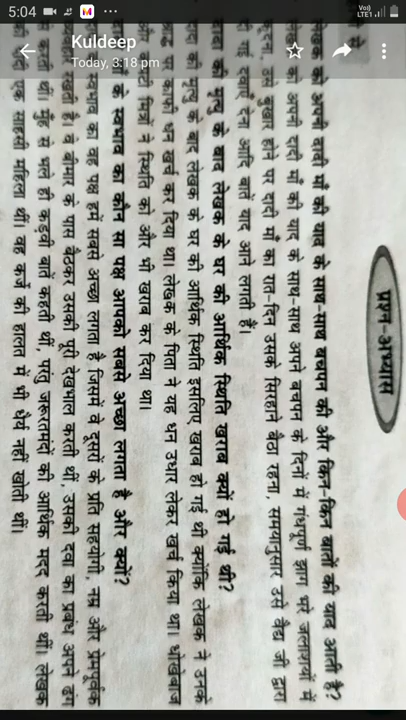 5:04
Kuldeep
Today, 3:18 pm
प्रश्न-अभ्यास
लेखक को अपनी दादी माँ की याद के साथ-साथ बचपन की और किन-किन बातों की याद आती है?
को अपनी दादी माँ की याद के साथ-साथ अपने बचपन के दिनों में गंधपूर्ण झाग भरे जलाशयों में
कूदना, उसे बुखार होने पर दादी माँ का रात-दिन उसके सिरहाने बैठा रहना, समयानुसार उसे वैद्य जी द्वारा
दी गई दवाएँ देना आदि बातें याद आने लगती हैं।
दादी की मृत्यु के बाद लेखक के घर की आर्थिक स्थिति खराब क्यों हो गई थी?
दादा की मृत्यु के बाद लेखक के घर की आर्थिक स्थिति इसलिए खराब हो गई थी क्योंकि लेखक ने उनके
श्राद्ध पर काफी धन खर्च कर दिया था। लेखक के पिता ने यह धन उधार लेकर खर्च किया था। धोखेबाज
और कपटी मित्रों ने स्थिति को और भी खराब कर दिया था।
माँ के स्वभाव का कौन सा पक्ष आपको सबसे अच्छा लगता है और क्यों?
स्वभाव का वह पक्ष हमें सबसे अच्छा लगता है जिसमें वे दूसरों के प्रति सहयोगी, नम्र और प्रेमपूर्वक
रखती हैं। वे बीमार के पास बैठकर उसकी पूरी देखभाल करती थीं, उसकी दवा का प्रबंध अपने ढंग
से करती थीं। मुँह से भले ही कड़वी बातें कहती थीं, परंतु जरूरतमंदों की आर्थिक मदद करती थीं। लेखक
की दादी एक साहसी महिला थीं। वह कर्ज की हालत में भी धैर्य नहीं खोती थीं।